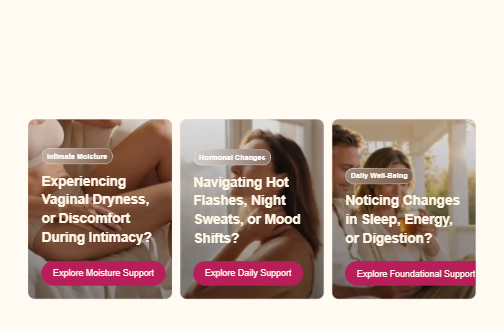 Intimate Moisture
Experiencing
Vaginal Dryness,
or Discomfort
During Intimacy?
Explore Moisture Support
Hormonal Changes
Navigating Hot
Flashes, Night
Sweats, or Mood
Shifts?
Explore Daily Support
Daily Well-Being
Noticing Changes
in Sleep, Energy,
or Digestion?
Explore Foundational Support